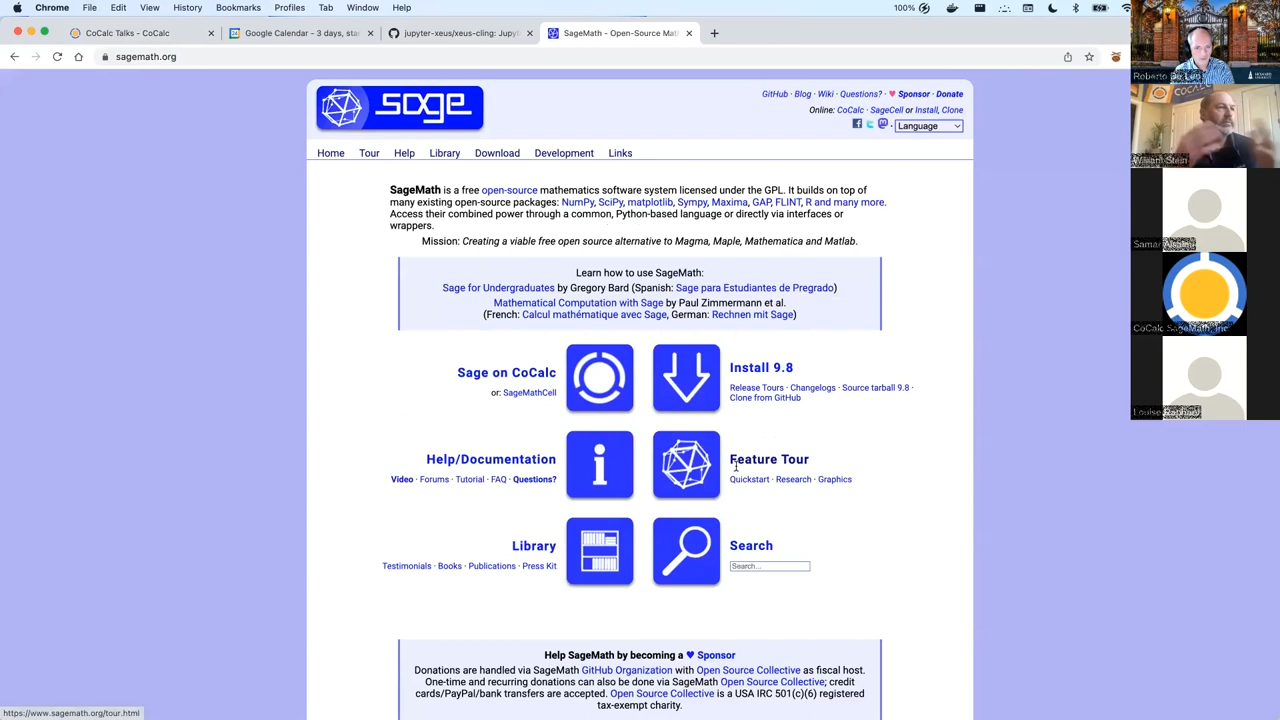 Chrome File Edit View History Bookmarks Profiles Tab Window Help 100%
CoCalc Talks - CoCalc
Google Calendar - 3 days, sta
jupyter-xeus/xeus-cling: Jupy
SageMath - Open-Source Mat
sagemath.org
sage
GitHub · Blog · Wiki · Questions? · ♥ Sponsor · Donate
Online: CoCalc · SageCell or Install, Clone
Language
Home Tour Help Library Download Development Links
SageMath is a free open-source mathematics software system licensed under the GPL. It builds on top of
many existing open-source packages: NumPy, SciPy, matplotlib, Sympy, Maxima, GAP, FLINT, R and many more.
Access their combined power through a common, Python-based language or directly via interfaces or
wrappers.
Mission: Creating a viable free open source alternative to Magma, Maple, Mathematica and Matlab.
Learn how to use SageMath:
Sage for Undergraduates by Gregory Bard (Spanish: Sage para Estudiantes de Pregrado)
Mathematical Computation with Sage by Paul Zimmermann et al.
(French: Calcul mathématique avec Sage, German: Rechnen mit Sage)
Sage on CoCalc
or: SageMathCell
Install 9.8
Release Tours · Changelogs · Source tarball 9.8 ·
Clone from GitHub
Help/Documentation
Video · Forums · Tutorial · FAQ · Questions?
Feature Tour
Quickstart · Research · Graphics
Library
Testimonials · Books · Publications · Press Kit
Search
Search...
Help SageMath by becoming a ♥ Sponsor
Donations are handled via SageMath GitHub Organization with Open Source Collective as fiscal host.
One-time and recurring donations can also be done via SageMath Open Source Collective; credit
cards/PayPal/bank transfers are accepted. Open Source Collective is a USA IRC 501(c)(6) registered
tax-exempt charity.
https://www.sagemath.org/tour.html
Roberto De Leo
William Stein
CoCalc SageMath, Inc.
Louise Raphael